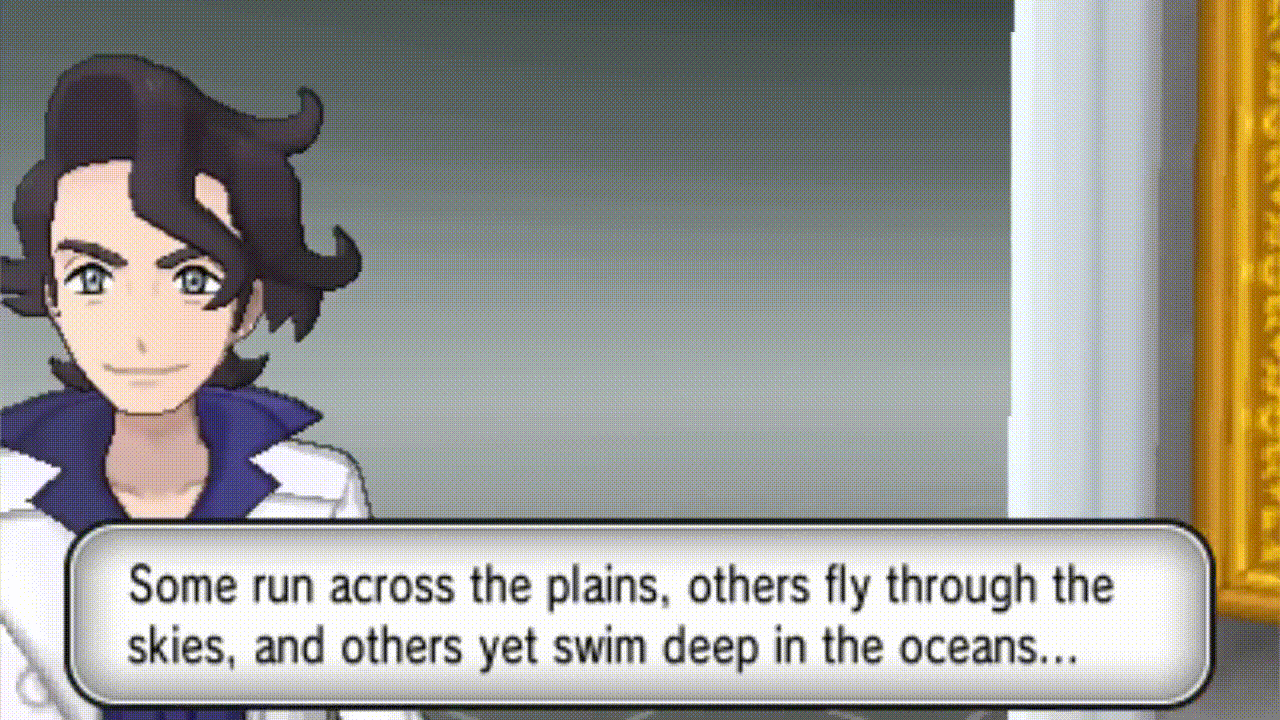 Some run across the plains, others fly through the
skies, and others yet swim deep in the oceans...